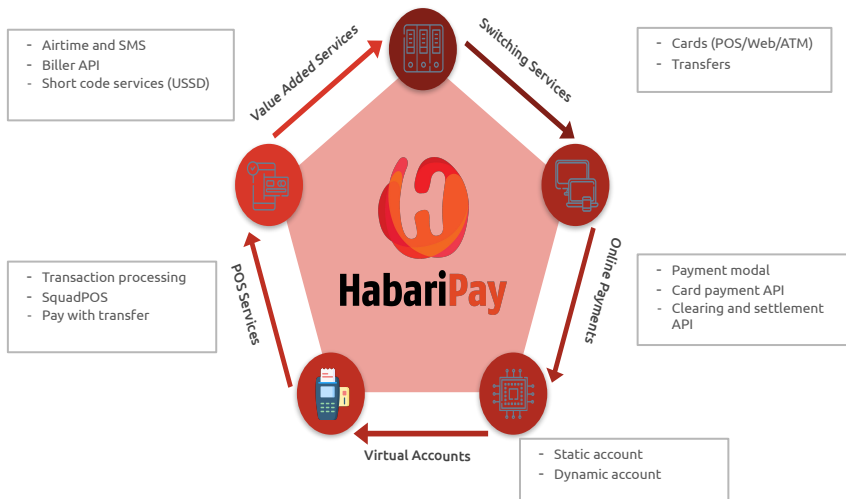 - Airtime and SMS
- Biller API
- Short code services (USSD)
Value Added Services
Switching Services
- Cards (POS/Web/ATM)
- Transfers
HabariPay
- Transaction processing
- SquadPOS
- Pay with transfer
POS Services
Online Payments
- Payment modal
- Card payment API
- Clearing and settlement
API
Virtual Accounts
- Static account
- Dynamic account